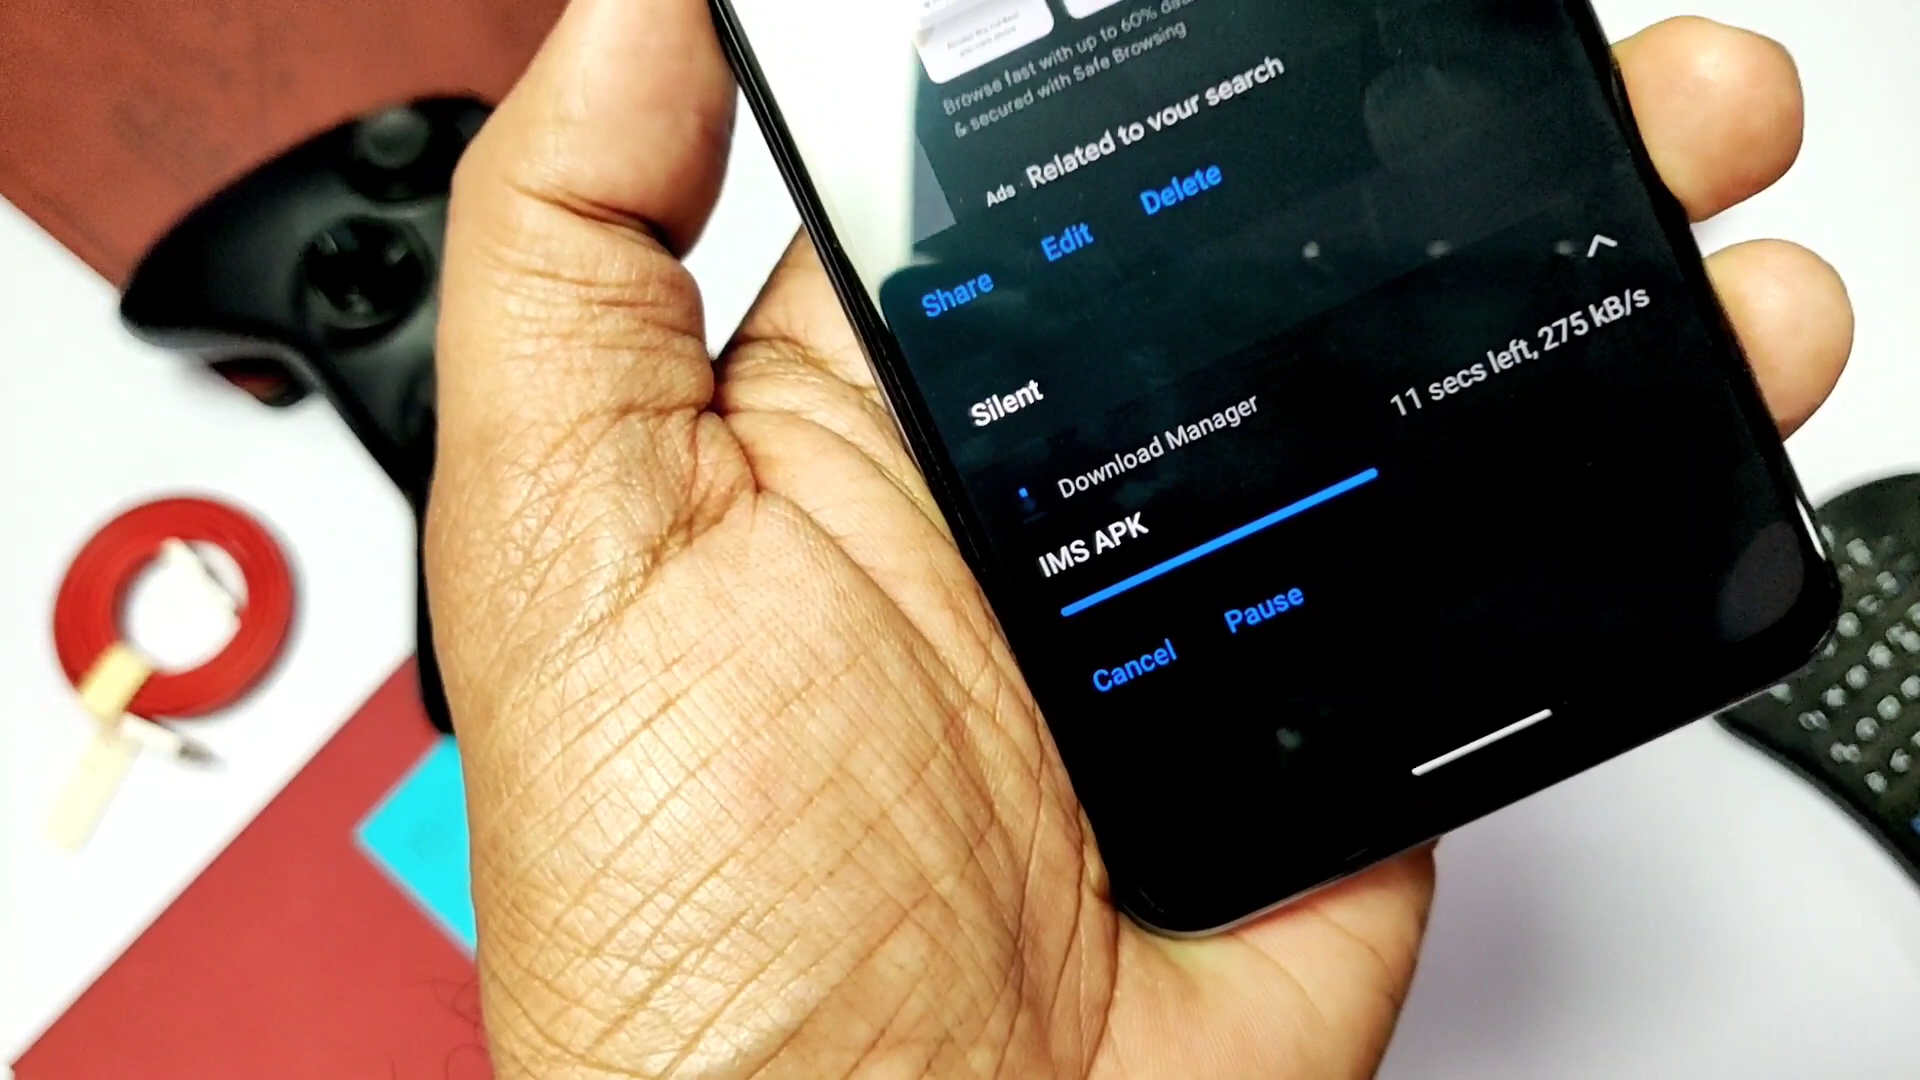 Browse fast with up to 60%
& secured with Safe Browsing
Ads · Related to your search
Share Edit Delete
Silent
Download Manager
11 secs left, 275 kB/s
IMS APK
Cancel Pause